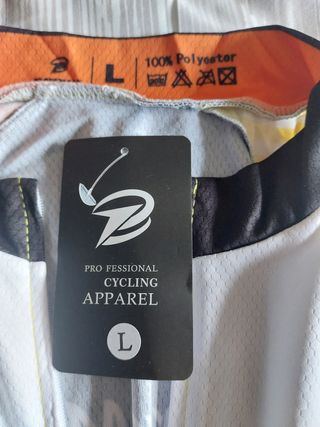 L 100% Polyester
PRO FESSIONAL
CYCLING
APPAREL
L